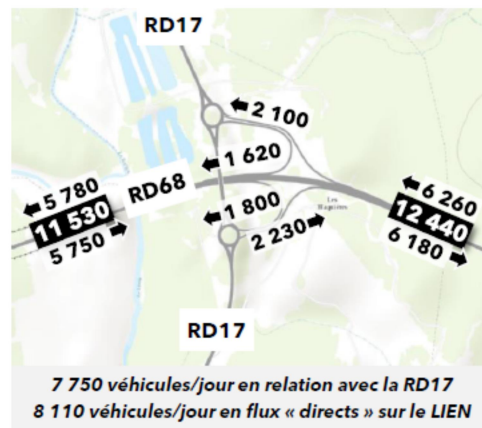 RD17
← 2 100
← 1 620
← 5 780
RD68
11 530
5 750 →
← 1 800
2 230 →
← 6 260
12 440
6 180 →
Les
RD17
7 750 véhicules/jour en relation avec la RD17
8 110 véhicules/jour en flux « directs » sur le LIEN